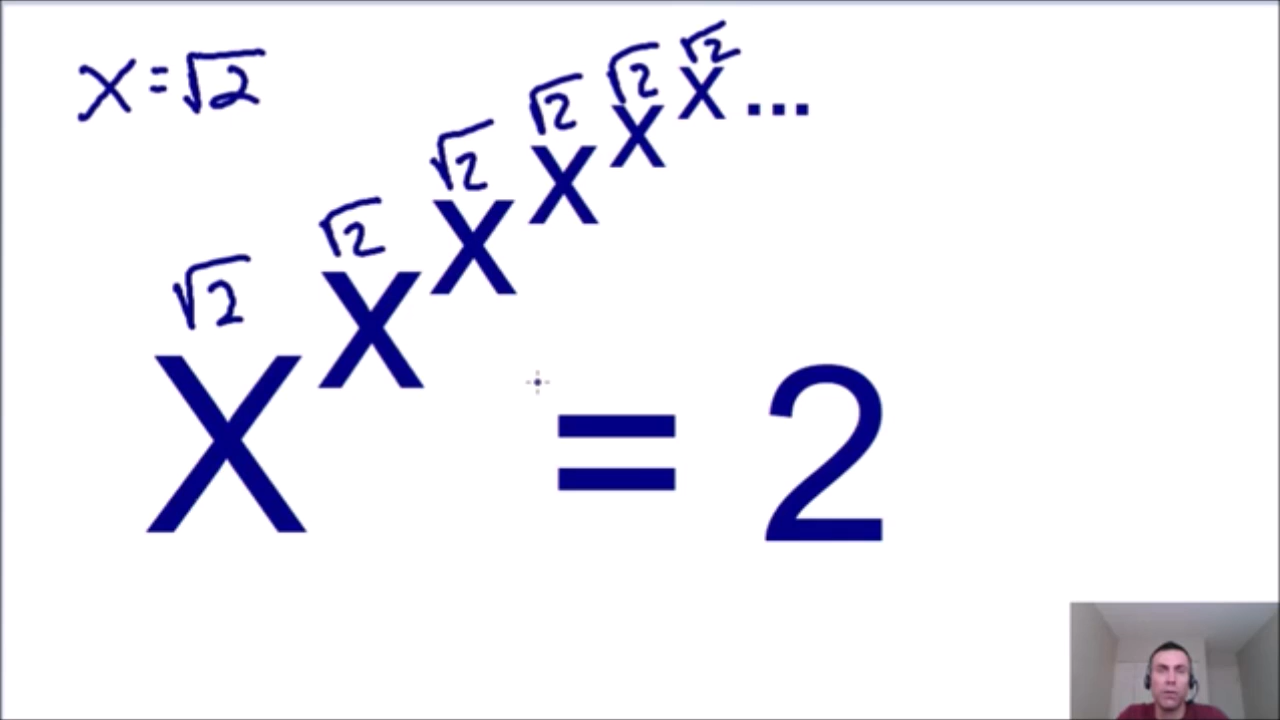 x = √2
√2 √2 √2 √2 √2 √2
X X X X X X ...
= 2